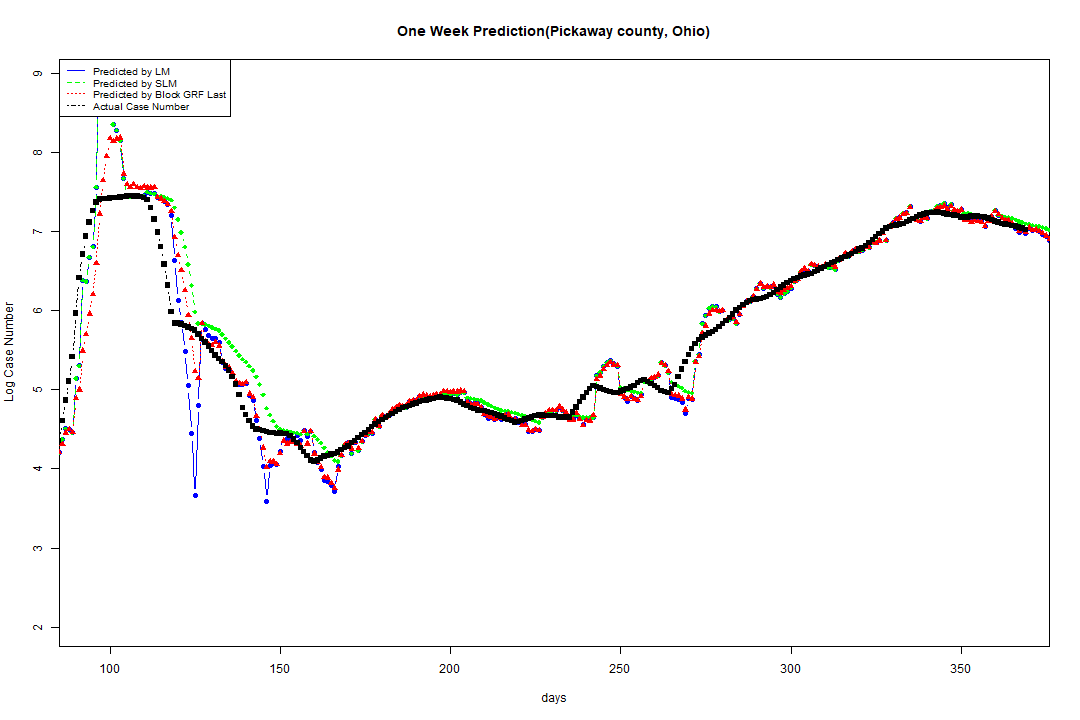 One Week Prediction(Pickaway county, Ohio)
Predicted by LM
Predicted by SLM
Predicted by Block GRF Last
Actual Case Number
9
8
7
6
5
4
3
2
Log Case Number
100 150 200 250 300 350
days